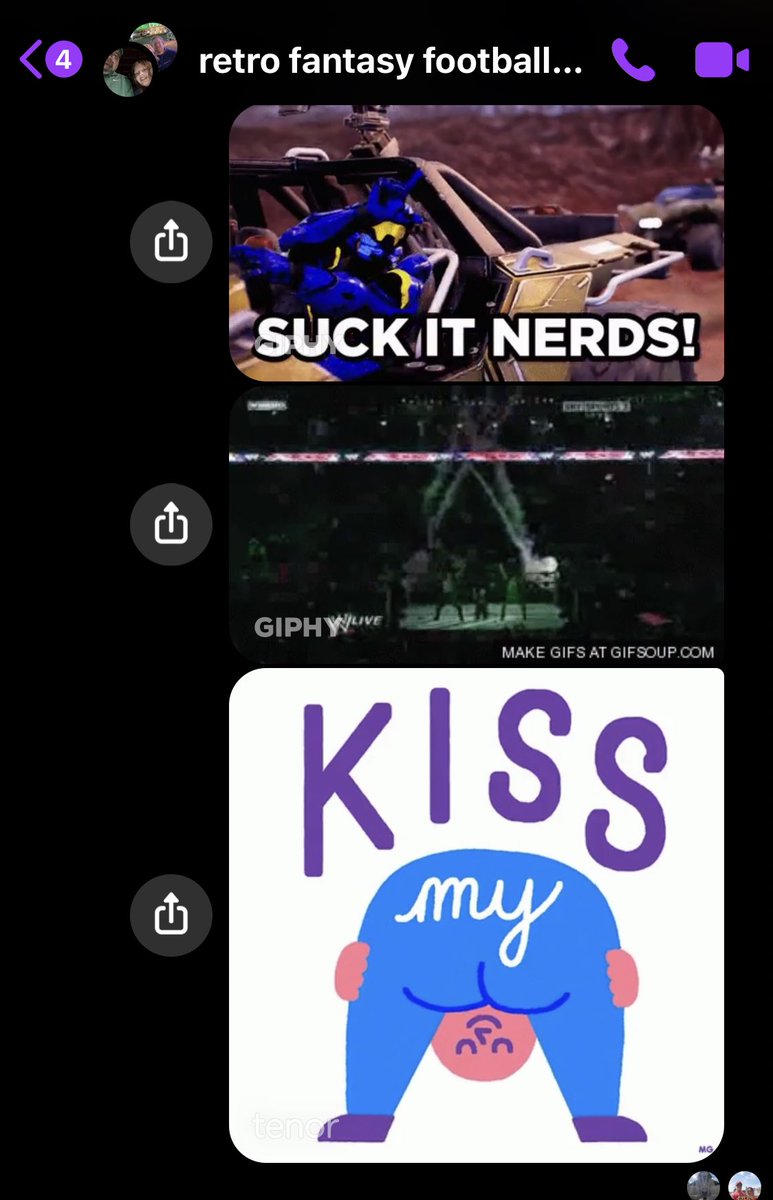 4
retro fantasy football...
SUCK IT NERDS!
GIPHY
GIPHY
LIVE
MAKE GIFS AT GIFSOUP.COM
KISS
my
tenor
MG